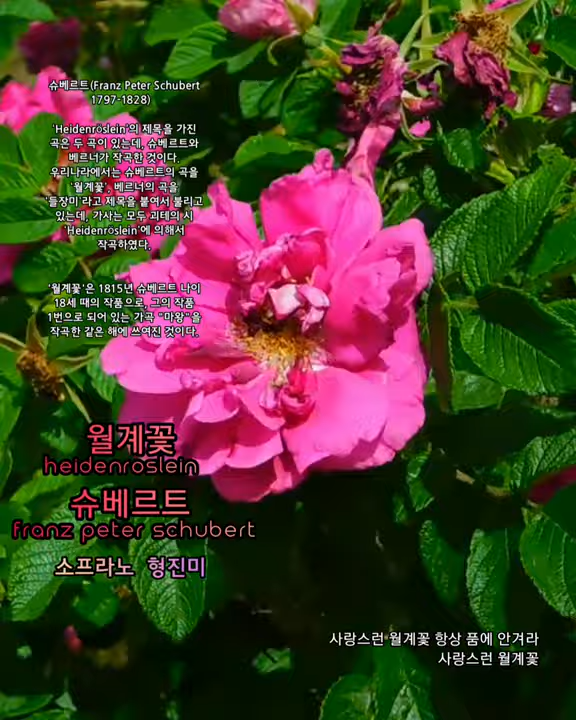 슈베르트(Franz Peter Schubert
1797-1828)
'Heidenröslein'의 제목을 가진
곡은 두 곡이 있는데, 슈베르트와
베르너가 작곡한 것이다.
우리나라에서는 슈베르트의 곡을
'월계꽃', 베르너의 곡을
'들장미'라고 제목을 붙여서 불리고
있는데, 가사는 모두 괴테의 시
'Heidenröslein'에 의해서
작곡하였다.
'월계꽃'은 1815년 슈베르트 나이
18세 때의 작품으로, 그의 작품
1번으로 되어 있는 가곡 "마왕"을
작곡한 같은 해에 쓰여진 것이다.
월계꽃
heidenröslein
슈베르트
franz peter schubert
소프라노 형진미
사랑스런 월계꽃 항상 품에 안겨라
사랑스런 월계꽃